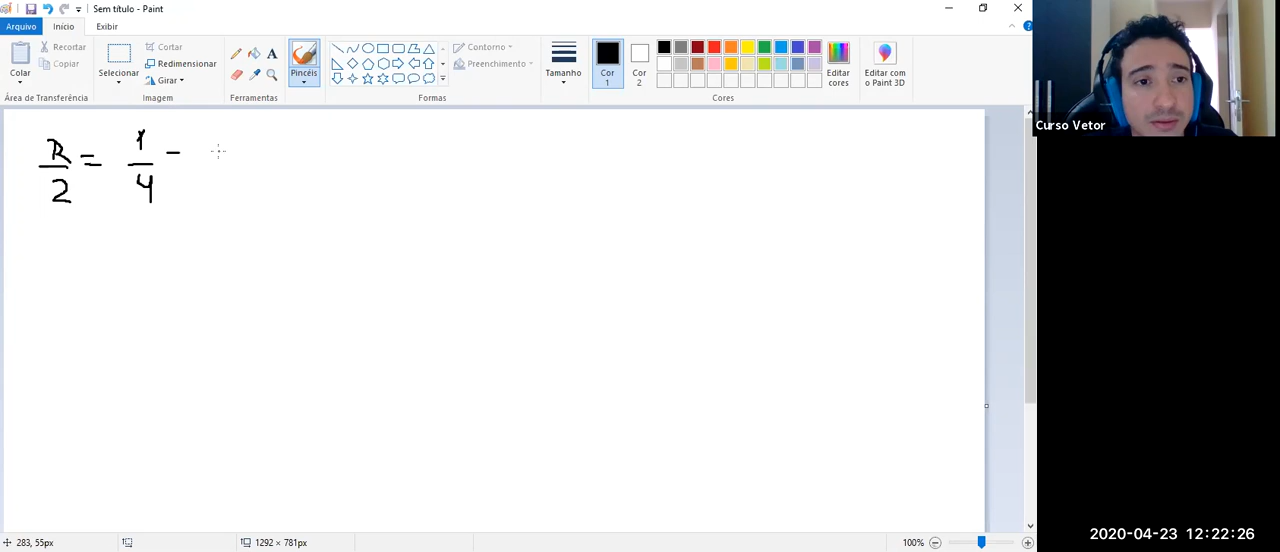 Sem título - Paint
Arquivo Início Exibir
Colar
Recortar
Copiar
Área de Transferência
Selecionar
Cortar
Redimensionar
Girar
Imagem
A
Ferramentas
Pincéis
Contorno
Preenchimento
Formas
Tamanho
Cor 1
Cor 2
Editar cores
Cores
Editar com o Paint 3D
Curso Vetor
R/2 = 1/4 -
283, 55px
1292 × 781px
100%
2020-04-23 12:22:26